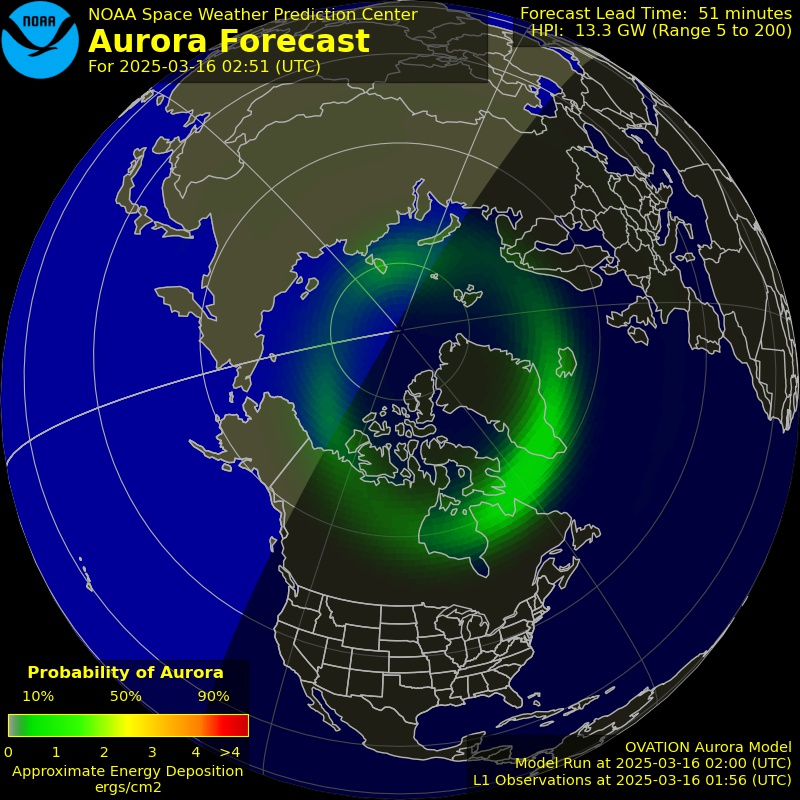 NOAA
NOAA Space Weather Prediction Center
Aurora Forecast
For 2025-03-16 02:51 (UTC)
Forecast Lead Time: 51 minutes
HPI: 13.3 GW (Range 5 to 200)
Probability of Aurora
10% 50% 90%
0 1 2 3 4 >4
Approximate Energy Deposition
ergs/cm2
OVATION Aurora Model
Model Run at 2025-03-16 02:00 (UTC)
L1 Observations at 2025-03-16 01:56 (UTC)